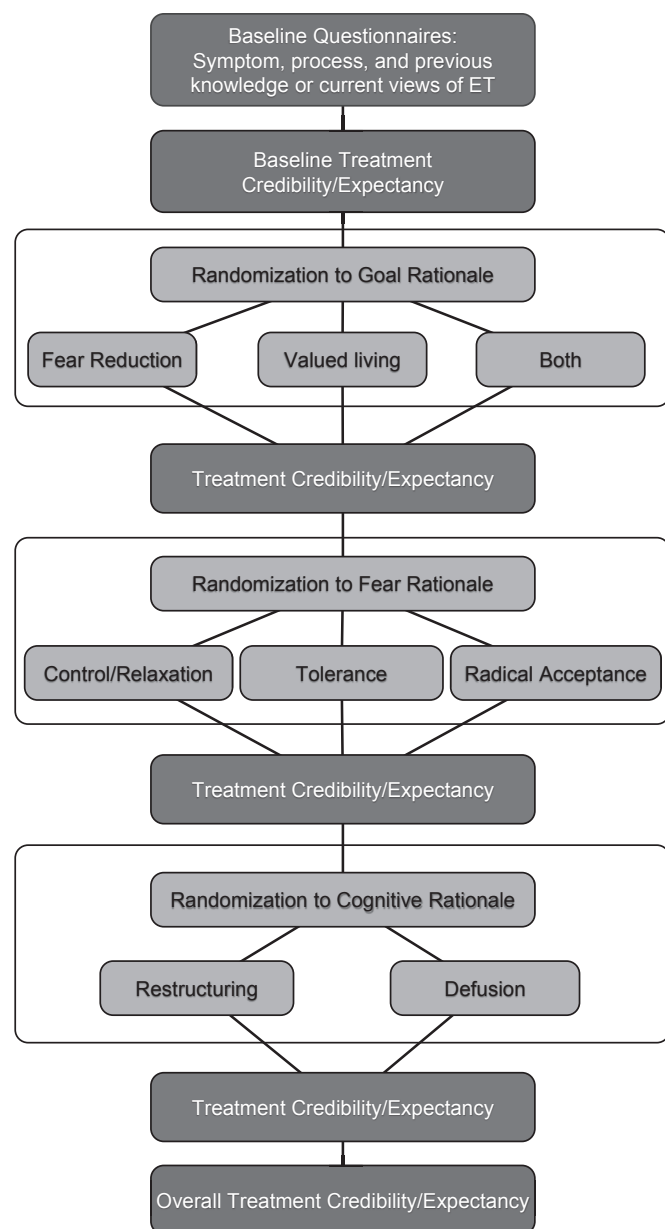 Baseline Questionnaires:
Symptom, process, and previous
knowledge or current views of ET
Baseline Treatment
Credibility/Expectancy
Randomization to Goal Rationale
Fear Reduction
Valued living
Both
Treatment Credibility/Expectancy
Randomization to Fear Rationale
Control/Relaxation
Tolerance
Radical Acceptance
Treatment Credibility/Expectancy
Randomization to Cognitive Rationale
Restructuring
Defusion
Treatment Credibility/Expectancy
Overall Treatment Credibility/Expectancy